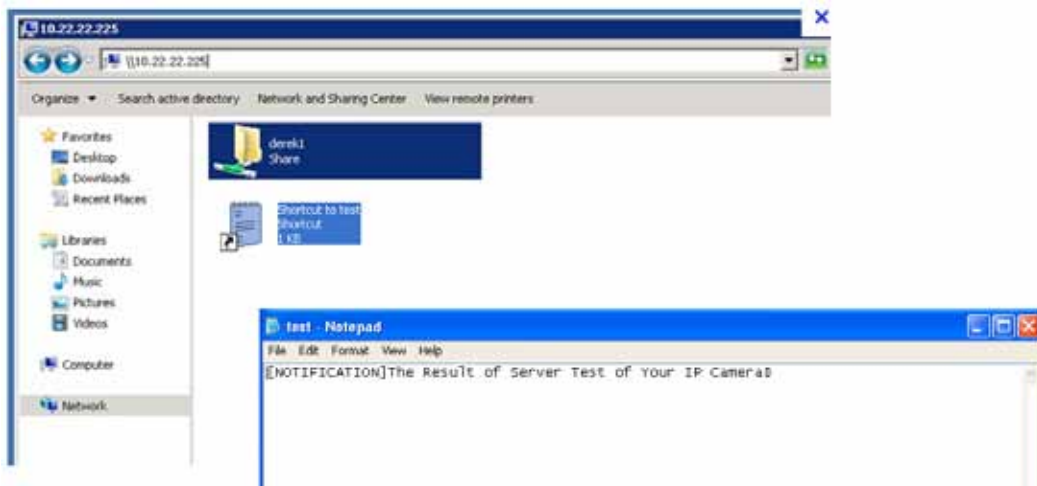 10.22.22.225
\\10.22.22.225
Organize Search active directory Network and Sharing Center View remote printers
Favorites
Desktop
Downloads
Recent Places
Libraries
Documents
Music
Pictures
Videos
Computer
Network
derek1
Share
Shortcut to test
Shortcut
1 KB
test - Notepad
File Edit Format View Help
[NOTIFICATION]The Result of Server Test of Your IP Camera▯